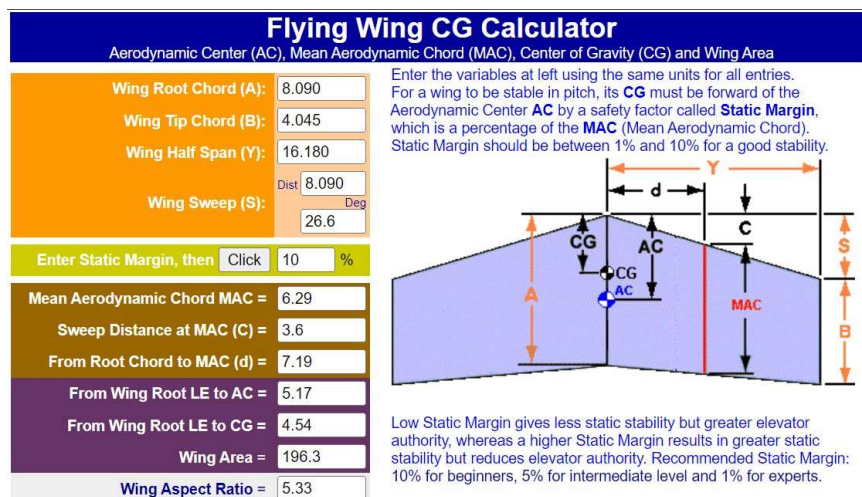 Flying Wing CG Calculator
Aerodynamic Center (AC), Mean Aerodynamic Chord (MAC), Center of Gravity (CG) and Wing Area
Wing Root Chord (A): 8.090
Wing Tip Chord (B): 4.045
Wing Half Span (Y): 16.180
Wing Sweep (S): Dist 8.090
Deg
26.6
Enter Static Margin, then Click 10 %
Mean Aerodynamic Chord MAC = 6.29
Sweep Distance at MAC (C) = 3.6
From Root Chord to MAC (d) = 7.19
From Wing Root LE to AC = 5.17
From Wing Root LE to CG = 4.54
Wing Area = 196.3
Wing Aspect Ratio = 5.33
Enter the variables at left using the same units for all entries.
For a wing to be stable in pitch, its CG must be forward of the
Aerodynamic Center AC by a safety factor called Static Margin,
which is a percentage of the MAC (Mean Aerodynamic Chord).
Static Margin should be between 1% and 10% for a good stability.
Y
d
C
CG
AC
S
CG
A
AC
MAC
B
Low Static Margin gives less static stability but greater elevator
authority, whereas a higher Static Margin results in greater static
stability but reduces elevator authority. Recommended Static Margin:
10% for beginners, 5% for intermediate level and 1% for experts.